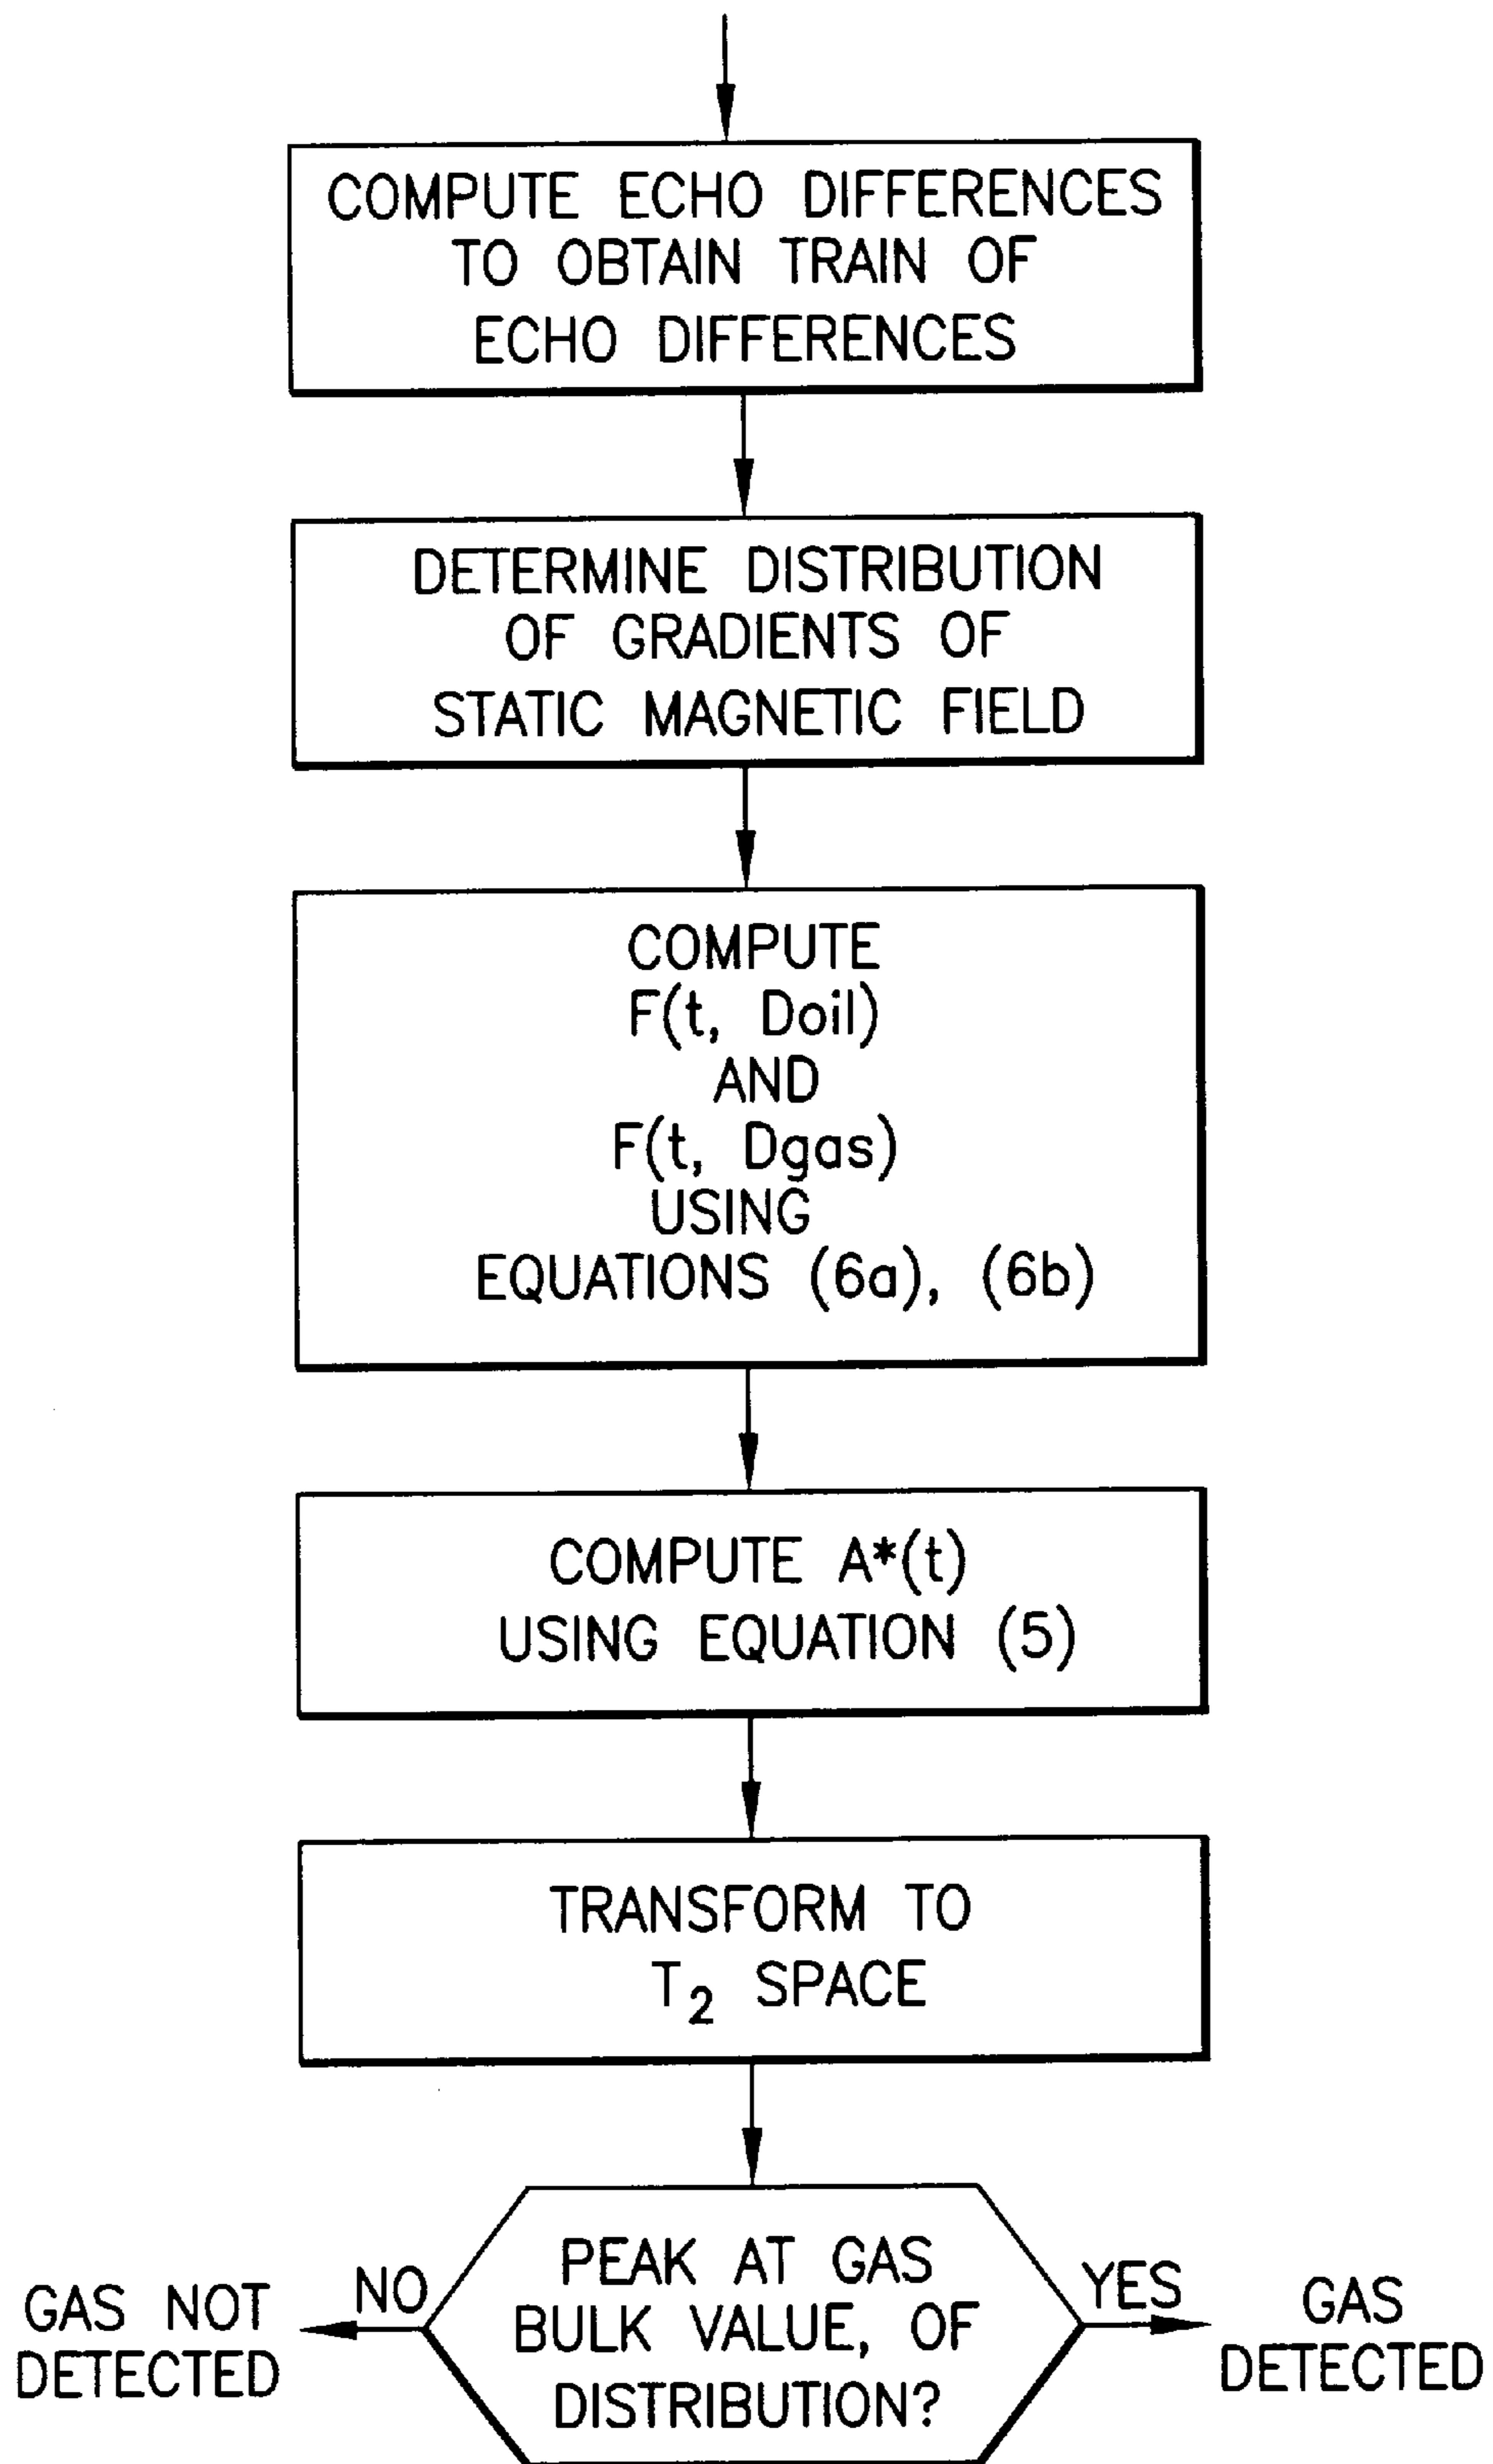 COMPUTE ECHO DIFFERENCES
TO OBTAIN TRAIN OF
ECHO DIFFERENCES
DETERMINE DISTRIBUTION
OF GRADIENTS OF
STATIC MAGNETIC FIELD
COMPUTE
F(t, Doil)
AND
F(t, Dgas)
USING
EQUATIONS (6a), (6b)
COMPUTE A*(t)
USING EQUATION (5)
TRANSFORM TO
T₂ SPACE
PEAK AT GAS
BULK VALUE, OF
DISTRIBUTION?
NO
GAS NOT
DETECTED
YES
GAS
DETECTED